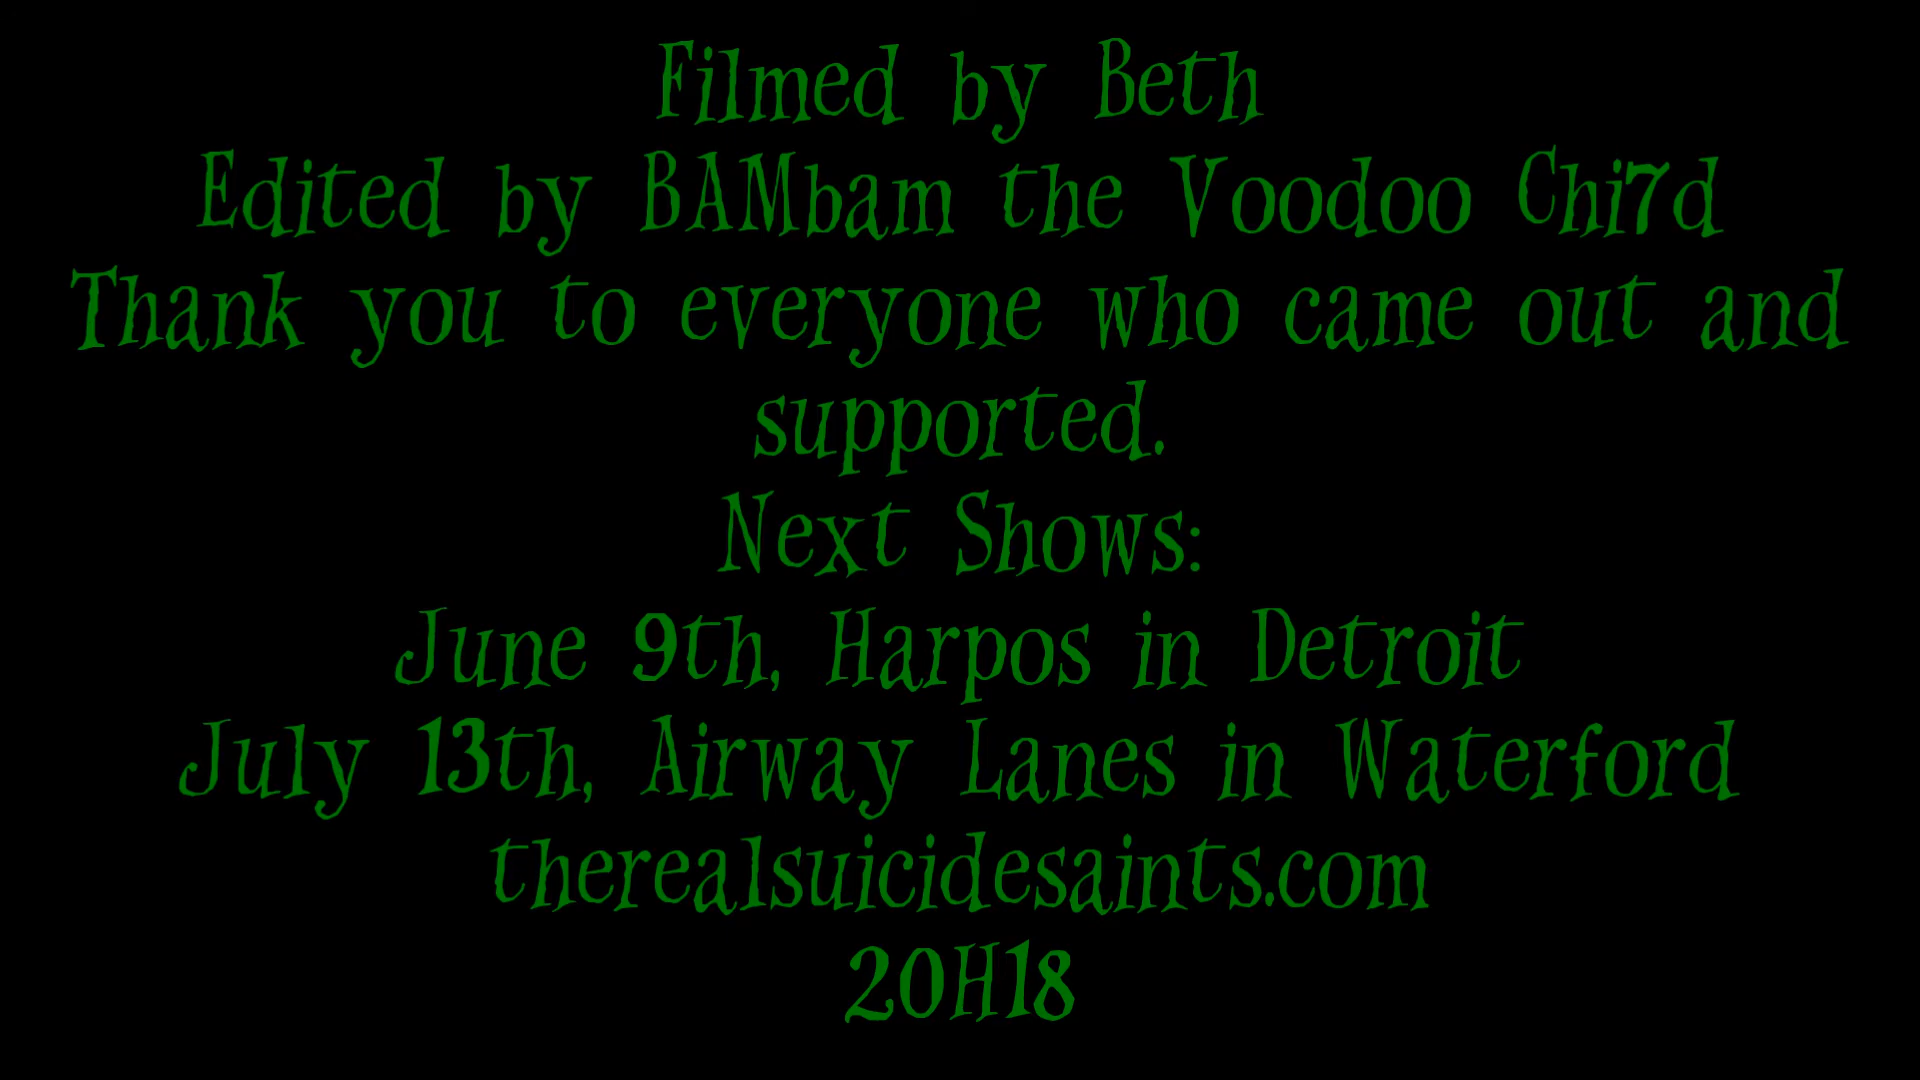 Filmed by Beth
Edited by BAMbam the Voodoo Chi7d
Thank you to everyone who came out and
supported.
Next Shows:
June 9th, Harpos in Detroit
July 13th, Airway Lanes in Waterford
therealsuicidesaints.com
20H18